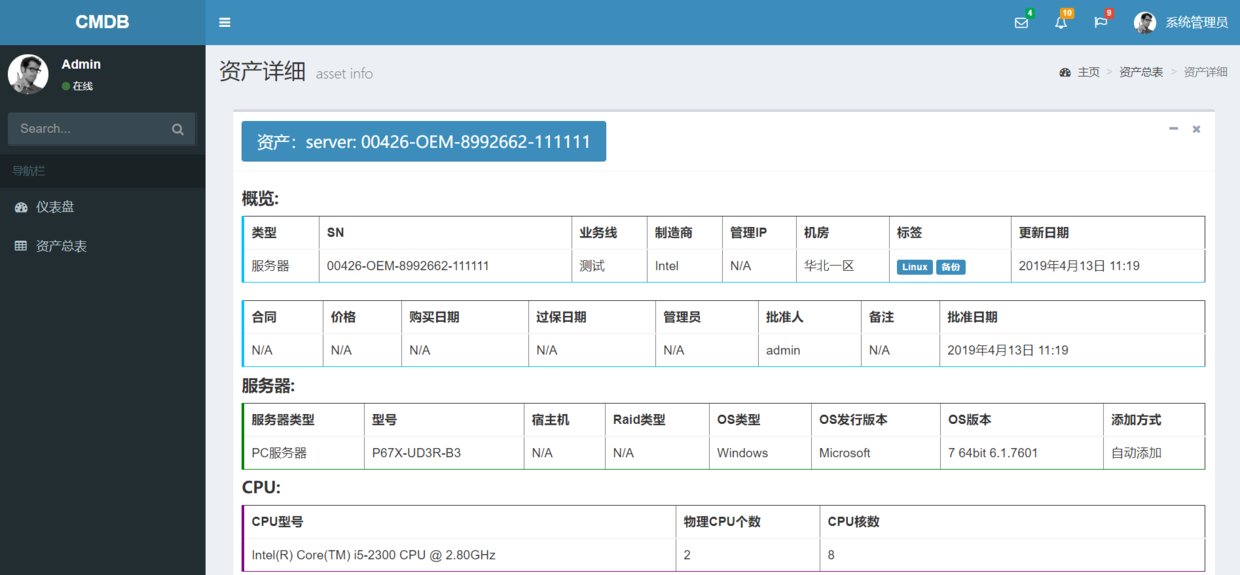 CMDB
4
10
9
系统管理员
Admin
在线
Search...
导航栏
仪表盘
资产总表
资产详细 asset info
主页 > 资产总表 > 资产详细
资产：server: 00426-OEM-8992662-111111
概览:
类型 SN 业务线 制造商 管理IP 机房 标签 更新日期
服务器 00426-OEM-8992662-111111 测试 Intel N/A 华北一区 Linux 备份 2019年4月13日 11:19
合同 价格 购买日期 过保日期 管理员 批准人 备注 批准日期
N/A N/A N/A N/A N/A admin N/A 2019年4月13日 11:19
服务器:
服务器类型 型号 宿主机 Raid类型 OS类型 OS发行版本 OS版本 添加方式
PC服务器 P67X-UD3R-B3 N/A N/A Windows Microsoft 7 64bit 6.1.7601 自动添加
CPU:
CPU型号 物理CPU个数 CPU核数
Intel(R) Core(TM) i5-2300 CPU @ 2.80GHz 2 8